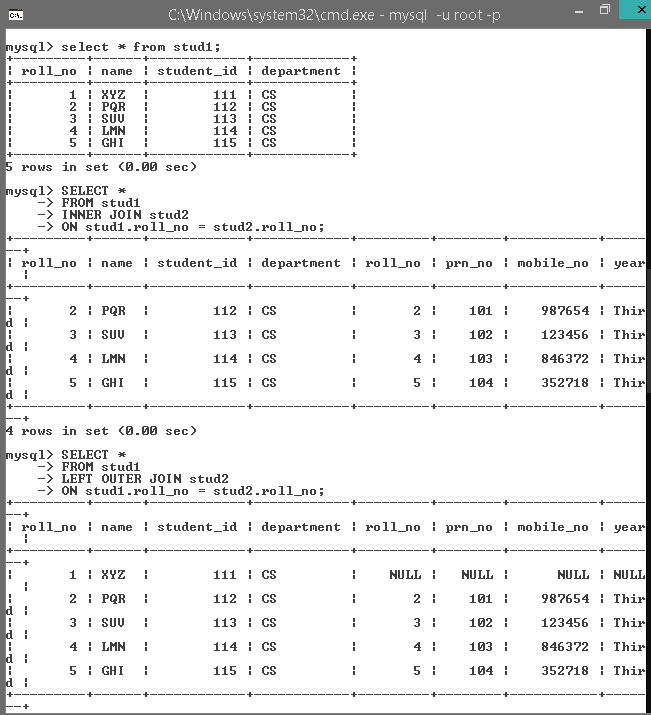 C:\Windows\system32\cmd.exe - mysql  -u root -p
mysql> select * from stud1;
+---------+------+------------+------------+
| roll_no | name | student_id | department |
+---------+------+------------+------------+
|       1 | XYZ  |        111 | CS         |
|       2 | PQR  |        112 | CS         |
|       3 | SUV  |        113 | CS         |
|       4 | LMN  |        114 | CS         |
|       5 | GHI  |        115 | CS         |
+---------+------+------------+------------+
5 rows in set (0.00 sec)
mysql> SELECT *
    -> FROM stud1
    -> INNER JOIN stud2
    -> ON stud1.roll_no = stud2.roll_no;
+---------+------+------------+------------+---------+--------+-----------+-----
--+
| roll_no | name | student_id | department | roll_no | prn_no | mobile_no | year
  |
+---------+------+------------+------------+---------+--------+-----------+-----
--+
|       2 | PQR  |        112 | CS         |       2 |    101 |    987654 | Thir
d |
|       3 | SUV  |        113 | CS         |       3 |    102 |    123456 | Thir
d |
|       4 | LMN  |        114 | CS         |       4 |    103 |    846372 | Thir
d |
|       5 | GHI  |        115 | CS         |       5 |    104 |    352718 | Thir
d |
+---------+------+------------+------------+---------+--------+-----------+-----
--+
4 rows in set (0.00 sec)
mysql> SELECT *
    -> FROM stud1
    -> LEFT OUTER JOIN stud2
    -> ON stud1.roll_no = stud2.roll_no;
+---------+------+------------+------------+---------+--------+-----------+-----
--+
| roll_no | name | student_id | department | roll_no | prn_no | mobile_no | year
  |
+---------+------+------------+------------+---------+--------+-----------+-----
--+
|       1 | XYZ  |        111 | CS         |    NULL |   NULL |      NULL | NULL
  |
|       2 | PQR  |        112 | CS         |       2 |    101 |    987654 | Thir
d |
|       3 | SUV  |        113 | CS         |       3 |    102 |    123456 | Thir
d |
|       4 | LMN  |        114 | CS         |       4 |    103 |    846372 | Thir
d |
|       5 | GHI  |        115 | CS         |       5 |    104 |    352718 | Thir
d |
+---------+------+------------+------------+---------+--------+-----------+-----
--+